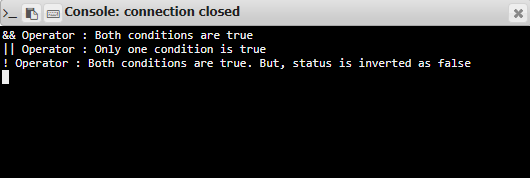 >_ Console: connection closed
&& Operator : Both conditions are true
|| Operator : Only one condition is true
! Operator : Both conditions are true. But, status is inverted as false